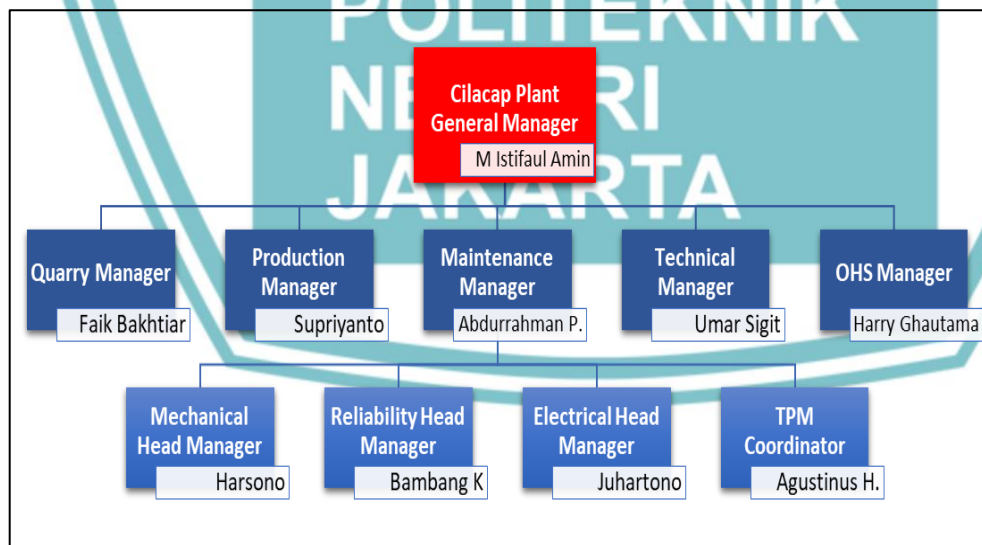 POLITEKNIK
NEGERI
JAKARTA
Cilacap Plant
General Manager
M Istifaul Amin
Quarry Manager
Faik Bakhtiar
Production
Manager
Supriyanto
Maintenance
Manager
Abdurrahman P.
Technical
Manager
Umar Sigit
OHS Manager
Harry Ghautama
Mechanical
Head Manager
Harsono
Reliability Head
Manager
Bambang K
Electrical Head
Manager
Juhartono
TPM
Coordinator
Agustinus H.